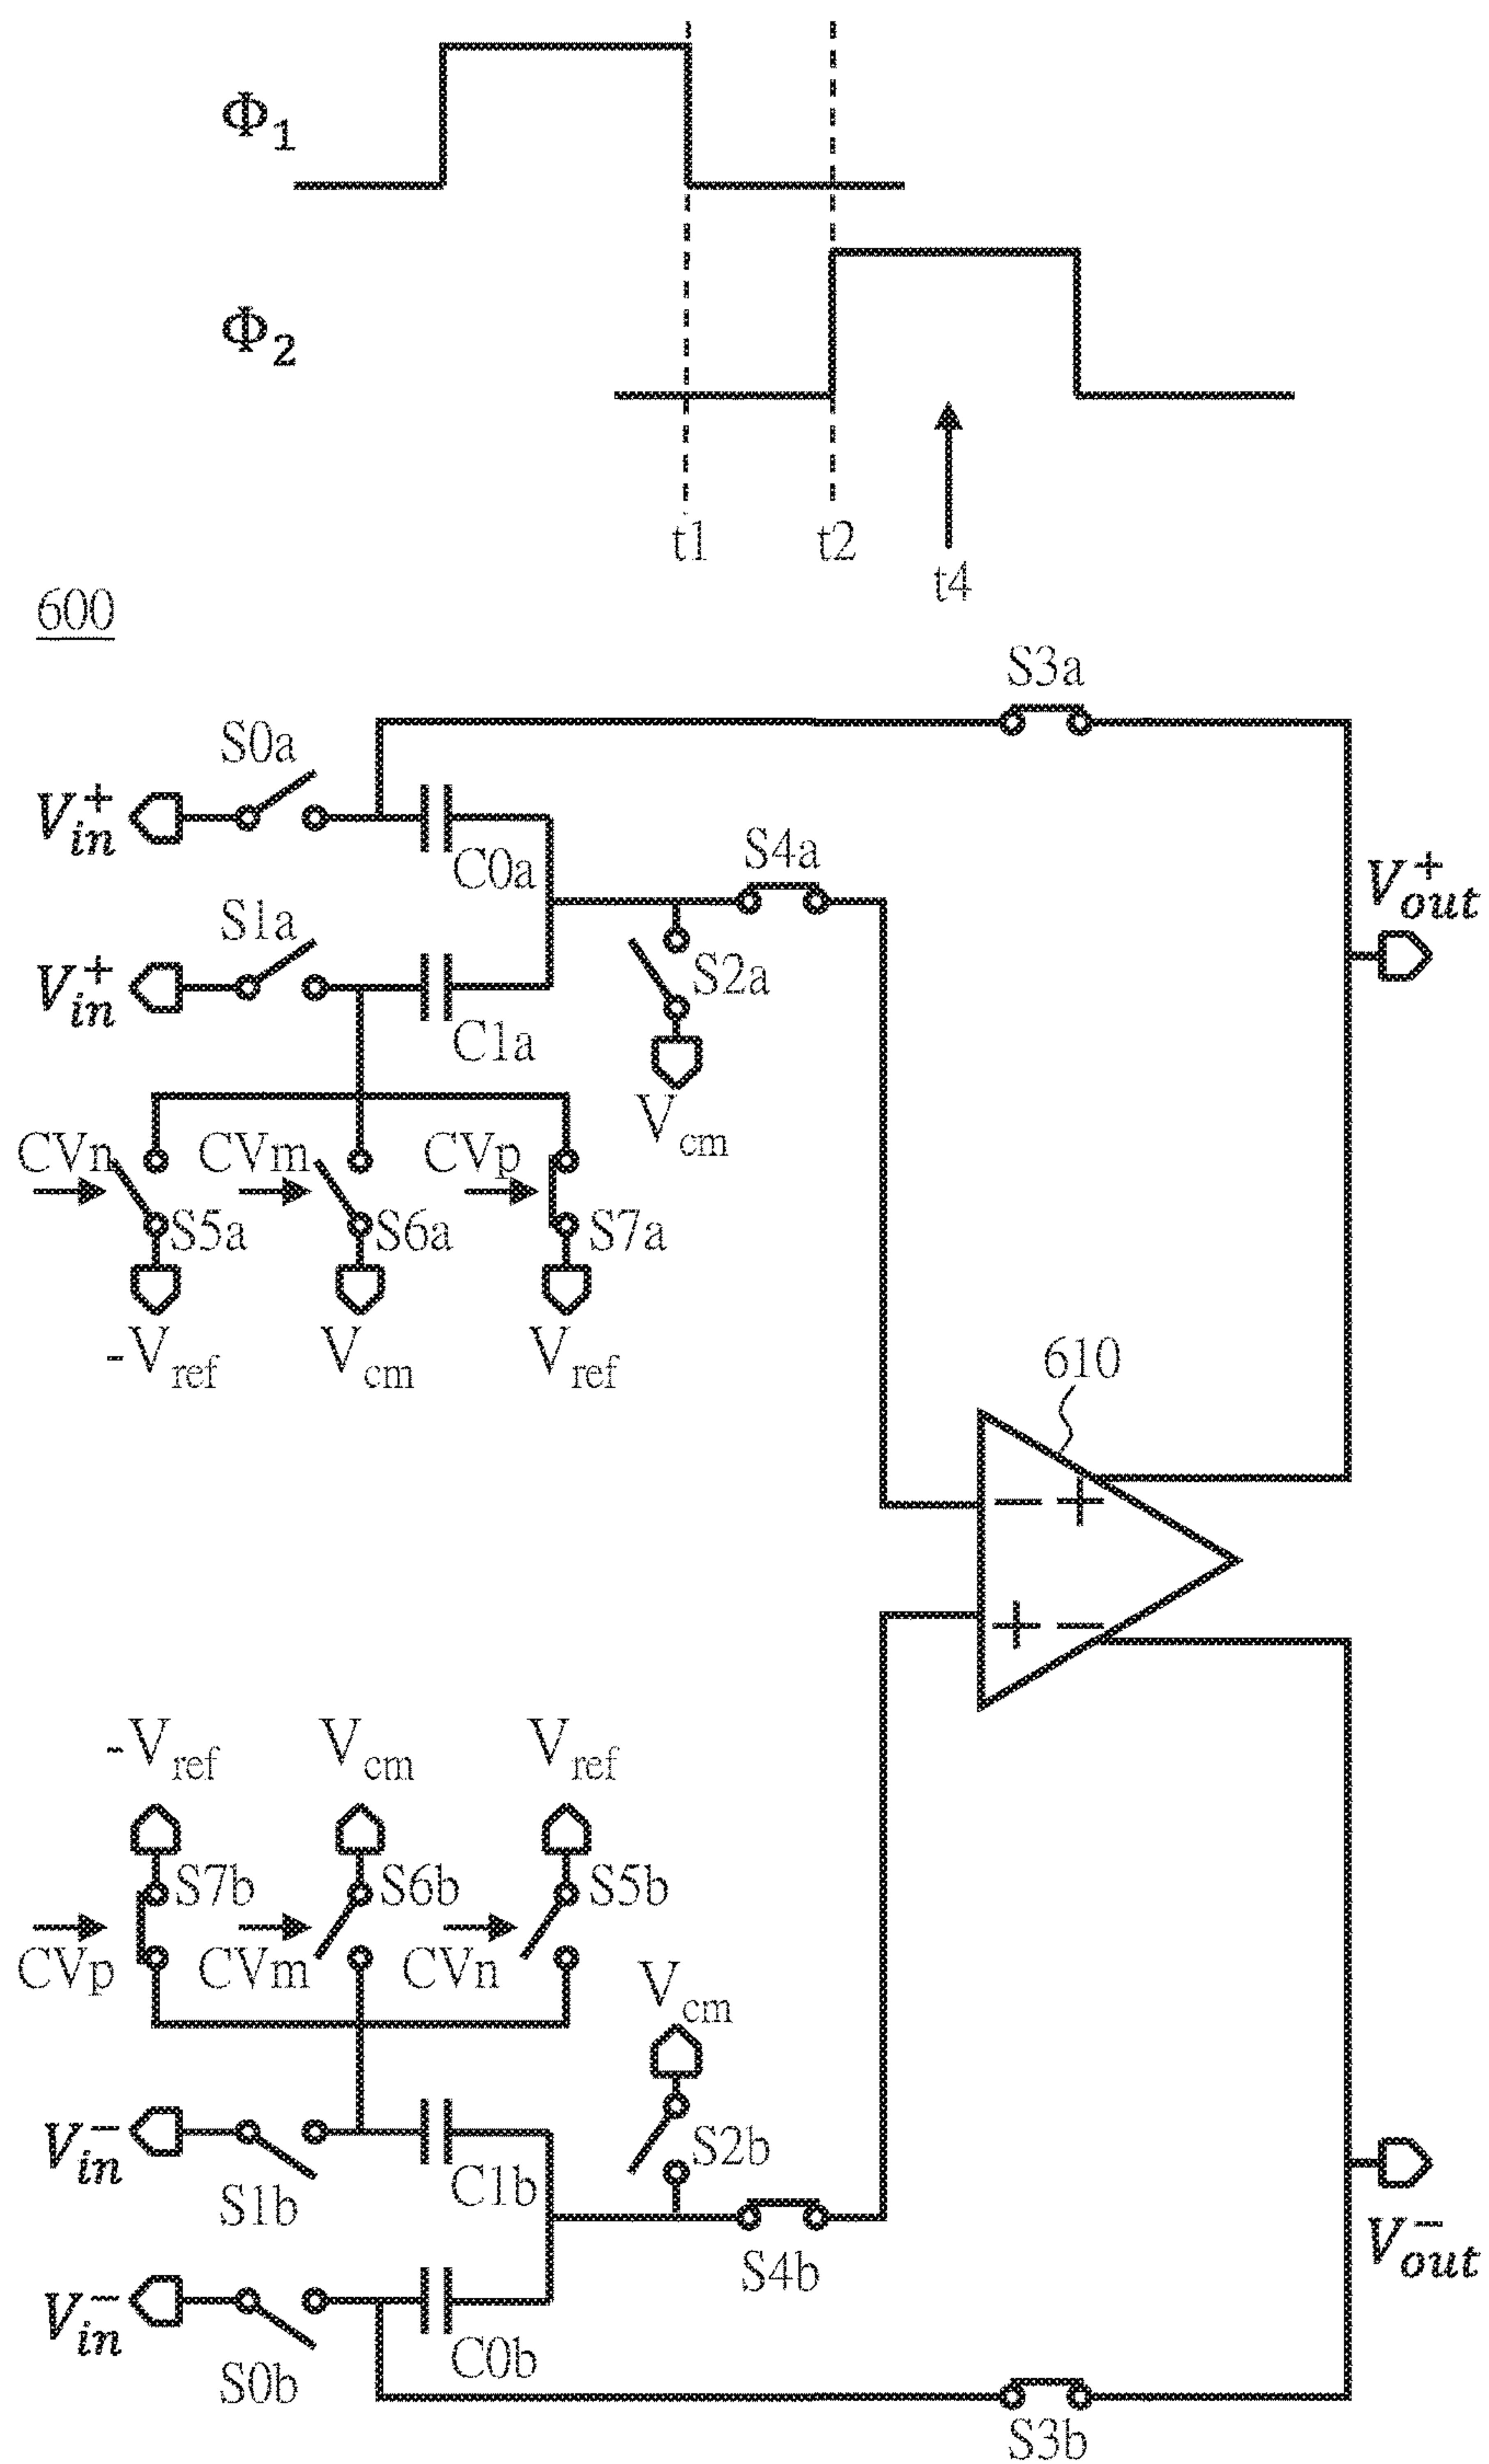 Φ₁
Φ₂
t1 t2
t4
600
S3a
S0a
V⁺in
C0a
S4a
V⁺out
S1a
V⁺in
S2a
C1a
Vcm
CVn CVm CVp
S5a S6a S7a
-Vref Vcm Vref
610
− +
+ −
-Vref Vcm Vref
S7b S6b S5b
CVp CVm CVn
Vcm
V⁻in
S2b
S1b
C1b
V⁻out
S4b
V⁻in
C0b
S0b
S3b